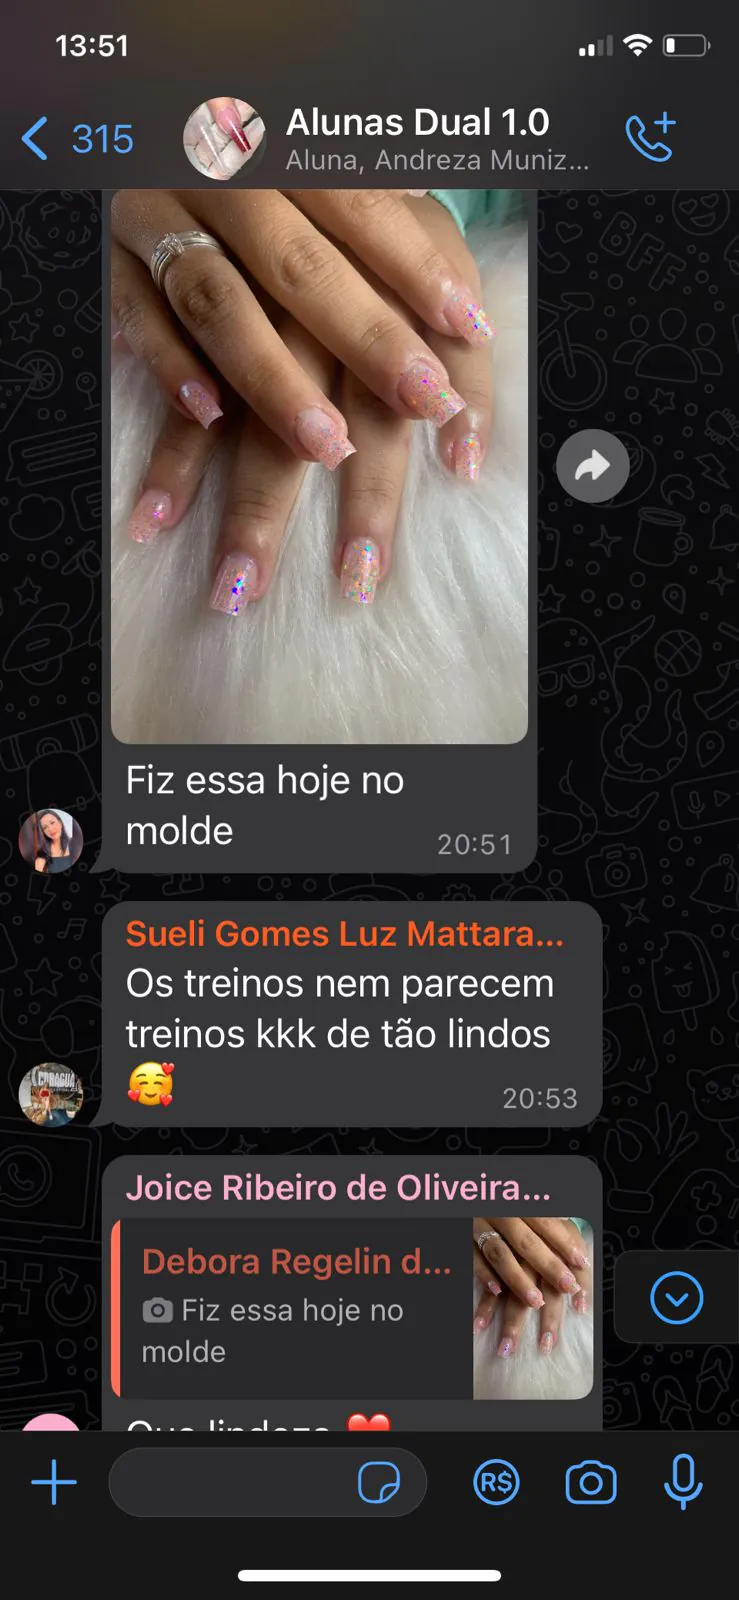 13:51
315
Alunas Dual 1.0
Aluna, Andreza Muniz...
Fiz essa hoje no
molde
20:51
Sueli Gomes Luz Mattara...
Os treinos nem parecem
treinos kkk de tão lindos
🥰
20:53
Joice Ribeiro de Oliveira...
Debora Regelin d...
Fiz essa hoje no
molde
Que lindeza ❤️
R$